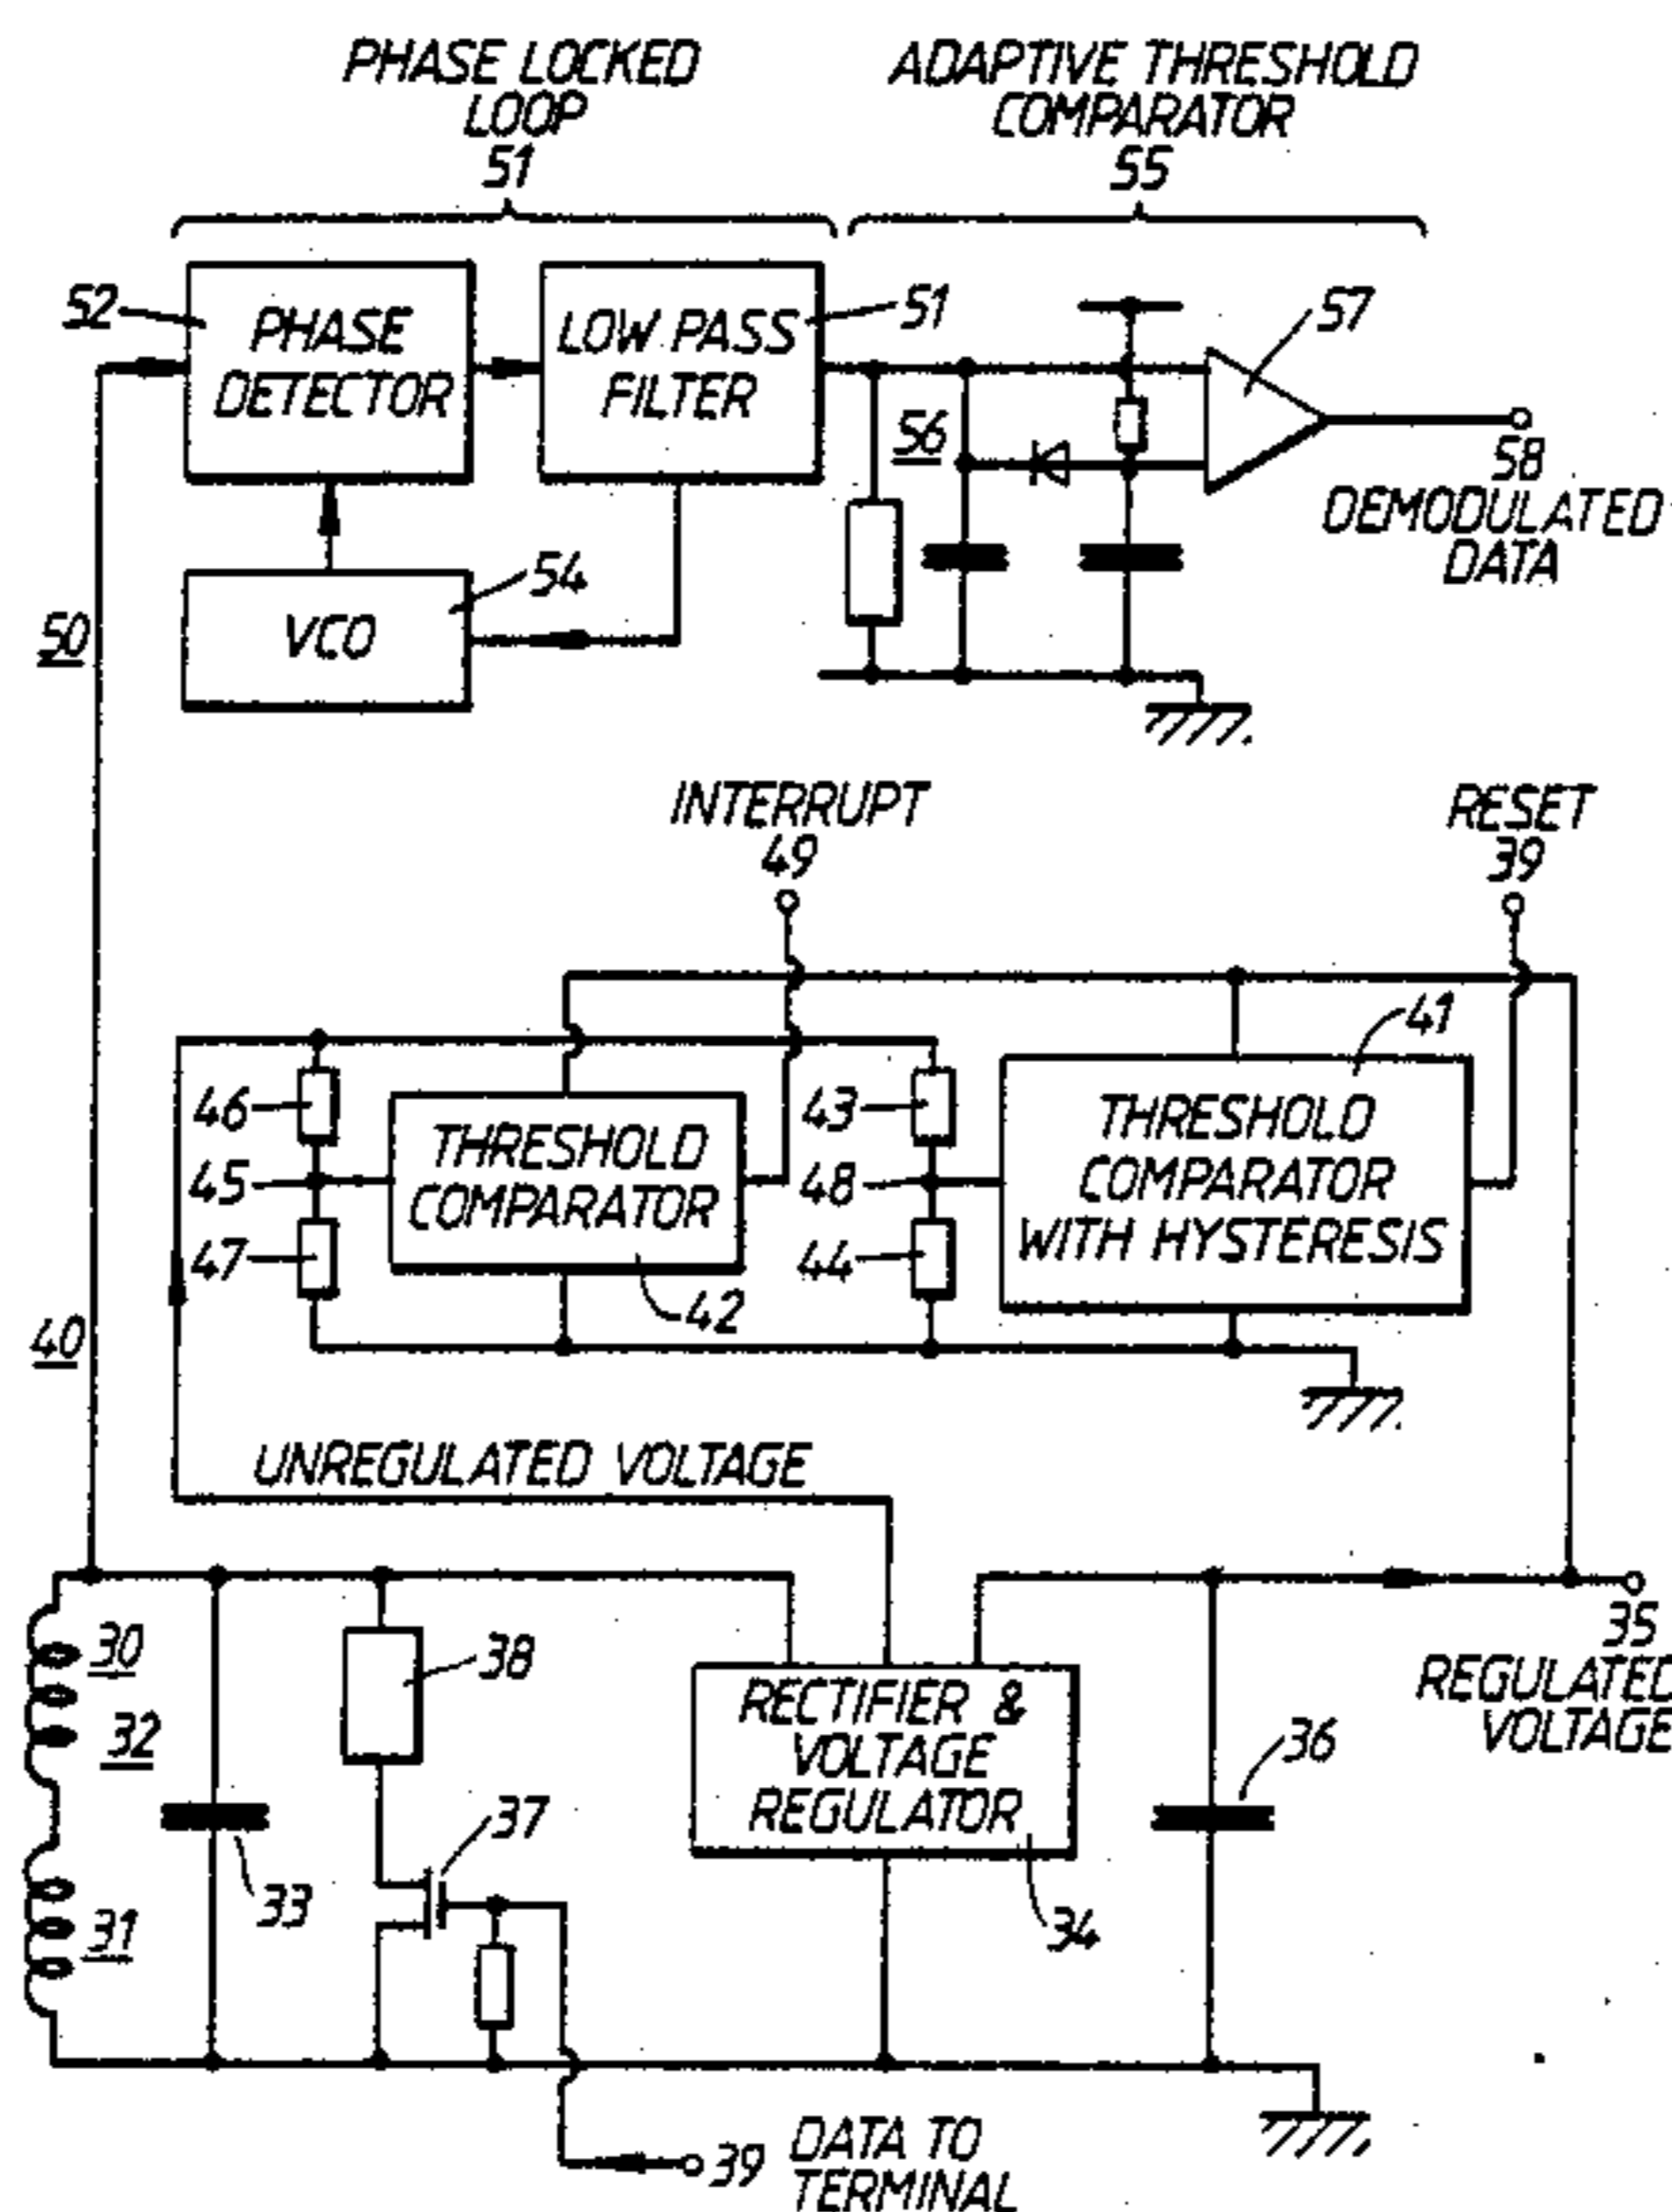 PHASE LOCKED
LOOP
51
ADAPTIVE THRESHOLD
COMPARATOR
55
52
PHASE
DETECTOR
LOW PASS
FILTER
51
57
56
58
DEMODULATED
DATA
54
VCO
50
INTERRUPT
49
RESET
39
41
46
45
47
THRESHOLD
COMPARATOR
42
43
48
44
THRESHOLD
COMPARATOR
WITH HYSTERESIS
40
UNREGULATED VOLTAGE
30
32
38
33
37
31
RECTIFIER &
VOLTAGE
REGULATOR
34
36
35
REGULATED
VOLTAGE
39
DATA TO
TERMINAL